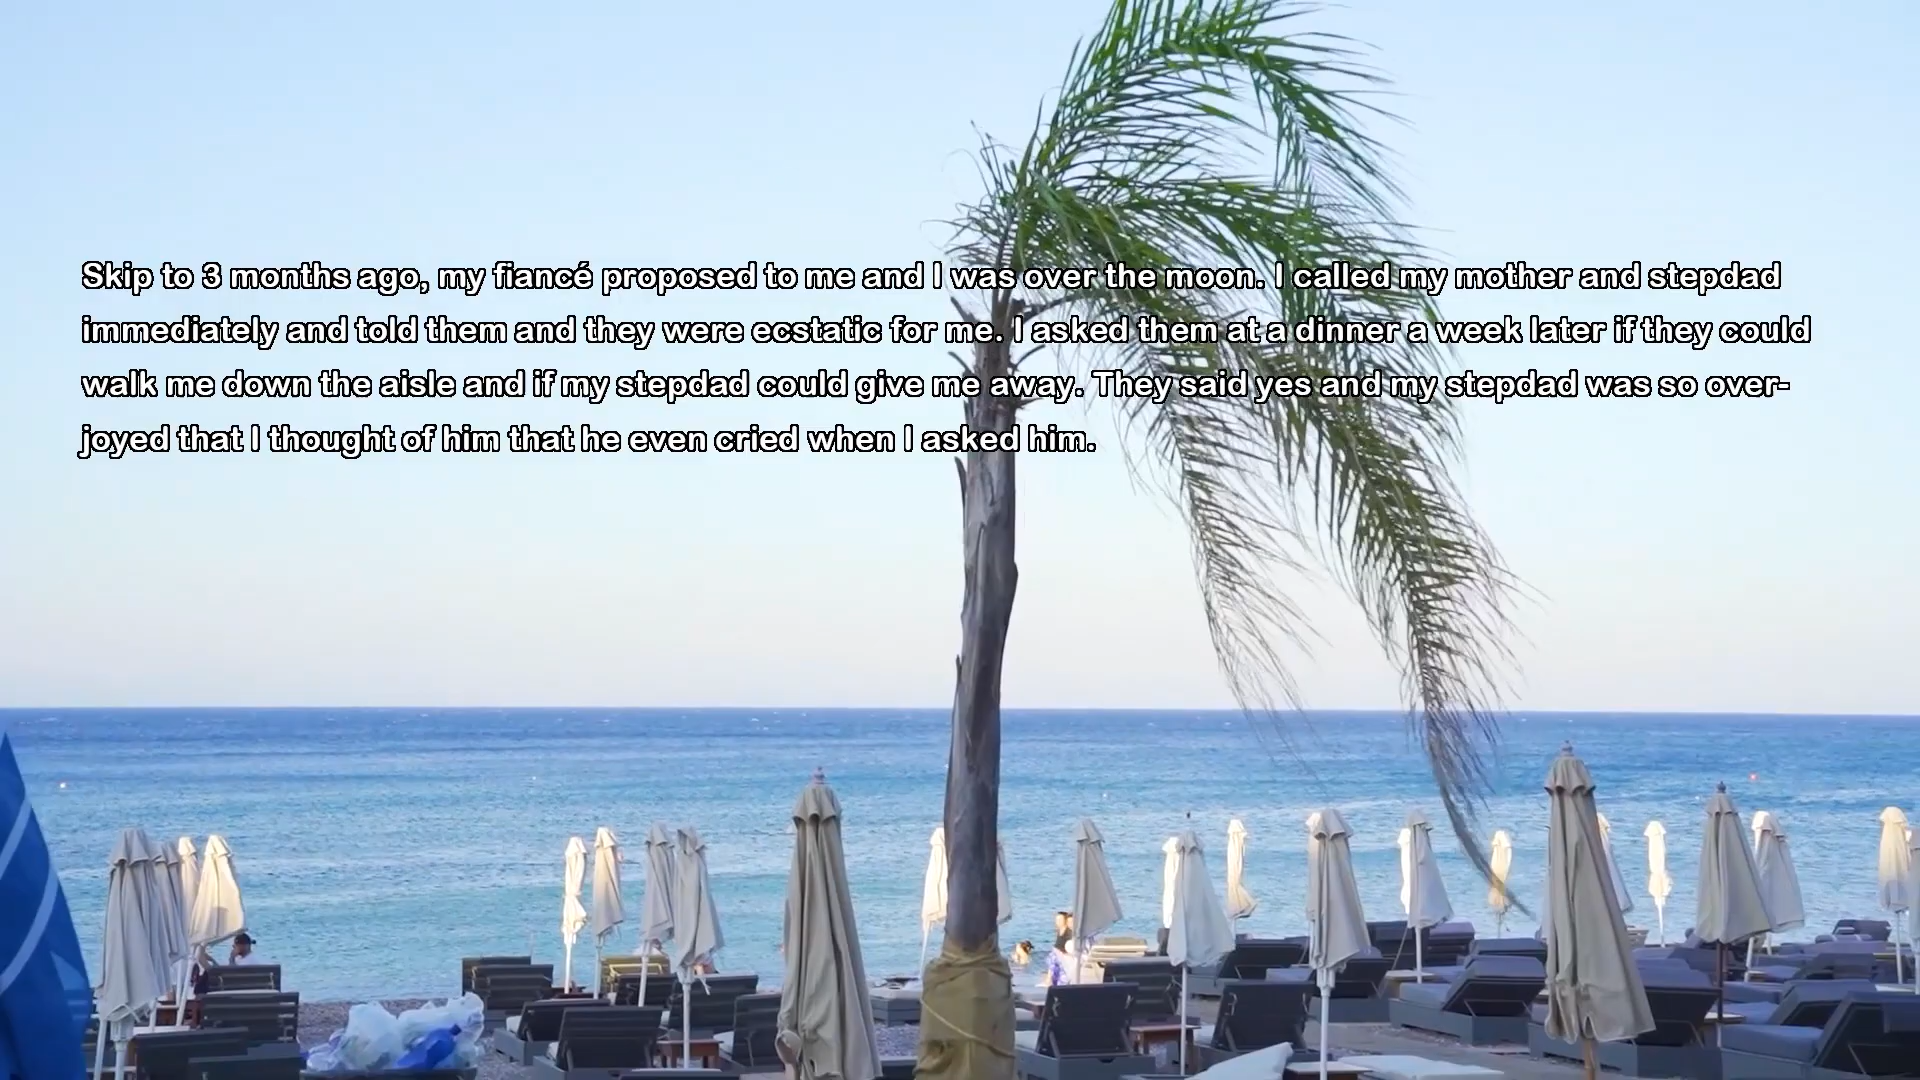 Skip to 3 months ago, my fiancé proposed to me and I was over the moon. I called my mother and stepdad
immediately and told them and they were ecstatic for me. I asked them at a dinner a week later if they could
walk me down the aisle and if my stepdad could give me away. They said yes and my stepdad was so over-
joyed that I thought of him that he even cried when I asked him.